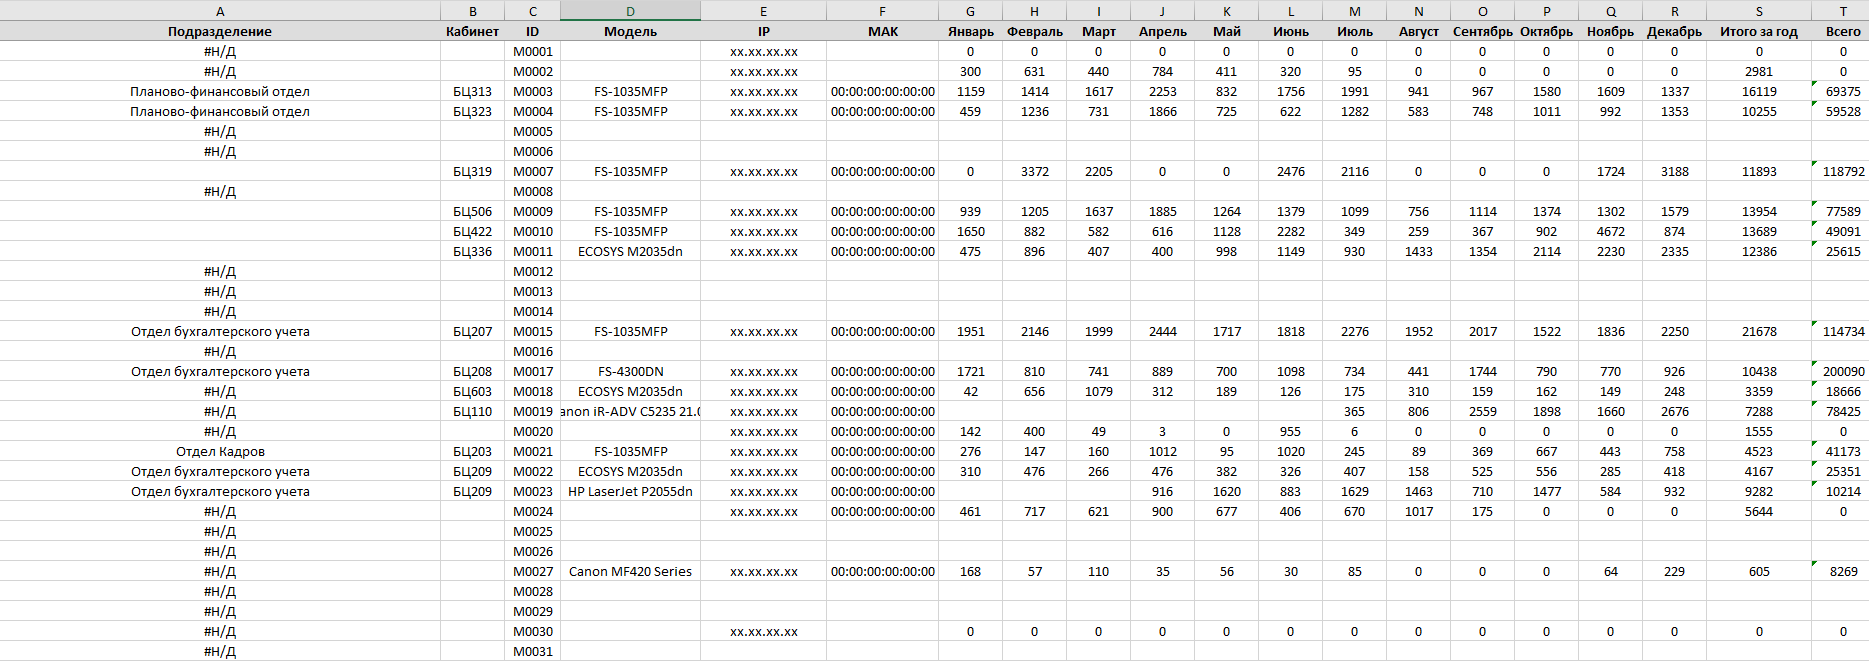 A B C D E F G H I J K L M N O P Q R S T
Подразделение Кабинет ID Модель IP MAK Январь Февраль Март Апрель Май Июнь Июль Август Сентябрь Октябрь Ноябрь Декабрь Итого за год Всего
#Н/Д M0001 xx.xx.xx.xx 0 0 0 0 0 0 0 0 0 0 0 0 0 0
#Н/Д M0002 xx.xx.xx.xx 300 631 440 784 411 320 95 0 0 0 0 0 2981 0
Планово-финансовый отдел БЦ313 M0003 FS-1035MFP xx.xx.xx.xx 00:00:00:00:00:00 1159 1414 1617 2253 832 1756 1991 941 967 1580 1609 1337 16119 69375
Планово-финансовый отдел БЦ323 M0004 FS-1035MFP xx.xx.xx.xx 00:00:00:00:00:00 459 1236 731 1866 725 622 1282 583 748 1011 992 1353 10255 59528
#Н/Д M0005
#Н/Д M0006
БЦ319 M0007 FS-1035MFP xx.xx.xx.xx 00:00:00:00:00:00 0 3372 2205 0 0 2476 2116 0 0 0 1724 3188 11893 118792
#Н/Д M0008
БЦ506 M0009 FS-1035MFP xx.xx.xx.xx 00:00:00:00:00:00 939 1205 1637 1885 1264 1379 1099 756 1114 1374 1302 1579 13954 77589
БЦ422 M0010 FS-1035MFP xx.xx.xx.xx 00:00:00:00:00:00 1650 882 582 616 1128 2282 349 259 367 902 4672 874 13689 49091
БЦ336 M0011 ECOSYS M2035dn xx.xx.xx.xx 00:00:00:00:00:00 475 896 407 400 998 1149 930 1433 1354 2114 2230 2335 12386 25615
#Н/Д M0012
#Н/Д M0013
#Н/Д M0014
Отдел бухгалтерского учета БЦ207 M0015 FS-1035MFP xx.xx.xx.xx 00:00:00:00:00:00 1951 2146 1999 2444 1717 1818 2276 1952 2017 1522 1836 2250 21678 114734
#Н/Д M0016
Отдел бухгалтерского учета БЦ208 M0017 FS-4300DN xx.xx.xx.xx 00:00:00:00:00:00 1721 810 741 889 700 1098 734 441 1744 790 770 926 10438 200090
#Н/Д БЦ603 M0018 ECOSYS M2035dn xx.xx.xx.xx 00:00:00:00:00:00 42 656 1079 312 189 126 175 310 159 162 149 248 3359 18666
#Н/Д БЦ110 M0019 anon iR-ADV C5235 21.0 xx.xx.xx.xx 00:00:00:00:00:00 365 806 2559 1898 1660 2676 7288 78425
#Н/Д M0020 xx.xx.xx.xx 00:00:00:00:00:00 142 400 49 3 0 955 6 0 0 0 0 0 1555 0
Отдел Кадров БЦ203 M0021 FS-1035MFP xx.xx.xx.xx 00:00:00:00:00:00 276 147 160 1012 95 1020 245 89 369 667 443 758 4523 41173
Отдел бухгалтерского учета БЦ209 M0022 ECOSYS M2035dn xx.xx.xx.xx 00:00:00:00:00:00 310 476 266 476 382 326 407 158 525 556 285 418 4167 25351
Отдел бухгалтерского учета БЦ209 M0023 HP LaserJet P2055dn xx.xx.xx.xx 00:00:00:00:00:00 916 1620 883 1629 1463 710 1477 584 932 9282 10214
#Н/Д M0024 xx.xx.xx.xx 00:00:00:00:00:00 461 717 621 900 677 406 670 1017 175 0 0 0 5644 0
#Н/Д M0025
#Н/Д M0026
#Н/Д M0027 Canon MF420 Series xx.xx.xx.xx 00:00:00:00:00:00 168 57 110 35 56 30 85 0 0 0 64 229 605 8269
#Н/Д M0028
#Н/Д M0029
#Н/Д M0030 xx.xx.xx.xx 0 0 0 0 0 0 0 0 0 0 0 0 0 0
#Н/Д M0031